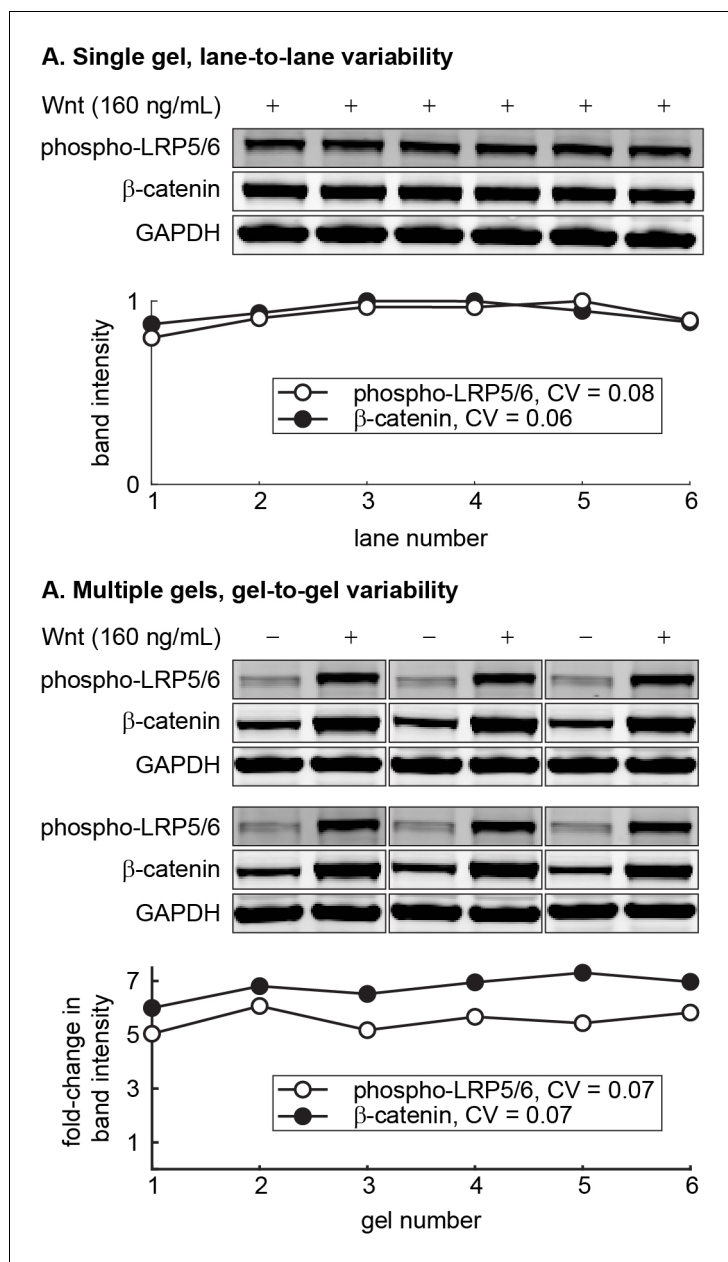 A. Single gel, lane-to-lane variability
Wnt (160 ng/mL) + + + + + +
phospho-LRP5/6
β-catenin
GAPDH
1
band intensity
0
phospho-LRP5/6, CV = 0.08
β-catenin, CV = 0.06
1 2 3 4 5 6
lane number
A. Multiple gels, gel-to-gel variability
Wnt (160 ng/mL) − + − + − +
phospho-LRP5/6
β-catenin
GAPDH
phospho-LRP5/6
β-catenin
GAPDH
fold-change in
band intensity
7
5
3
1
phospho-LRP5/6, CV = 0.07
β-catenin, CV = 0.07
1 2 3 4 5 6
gel number